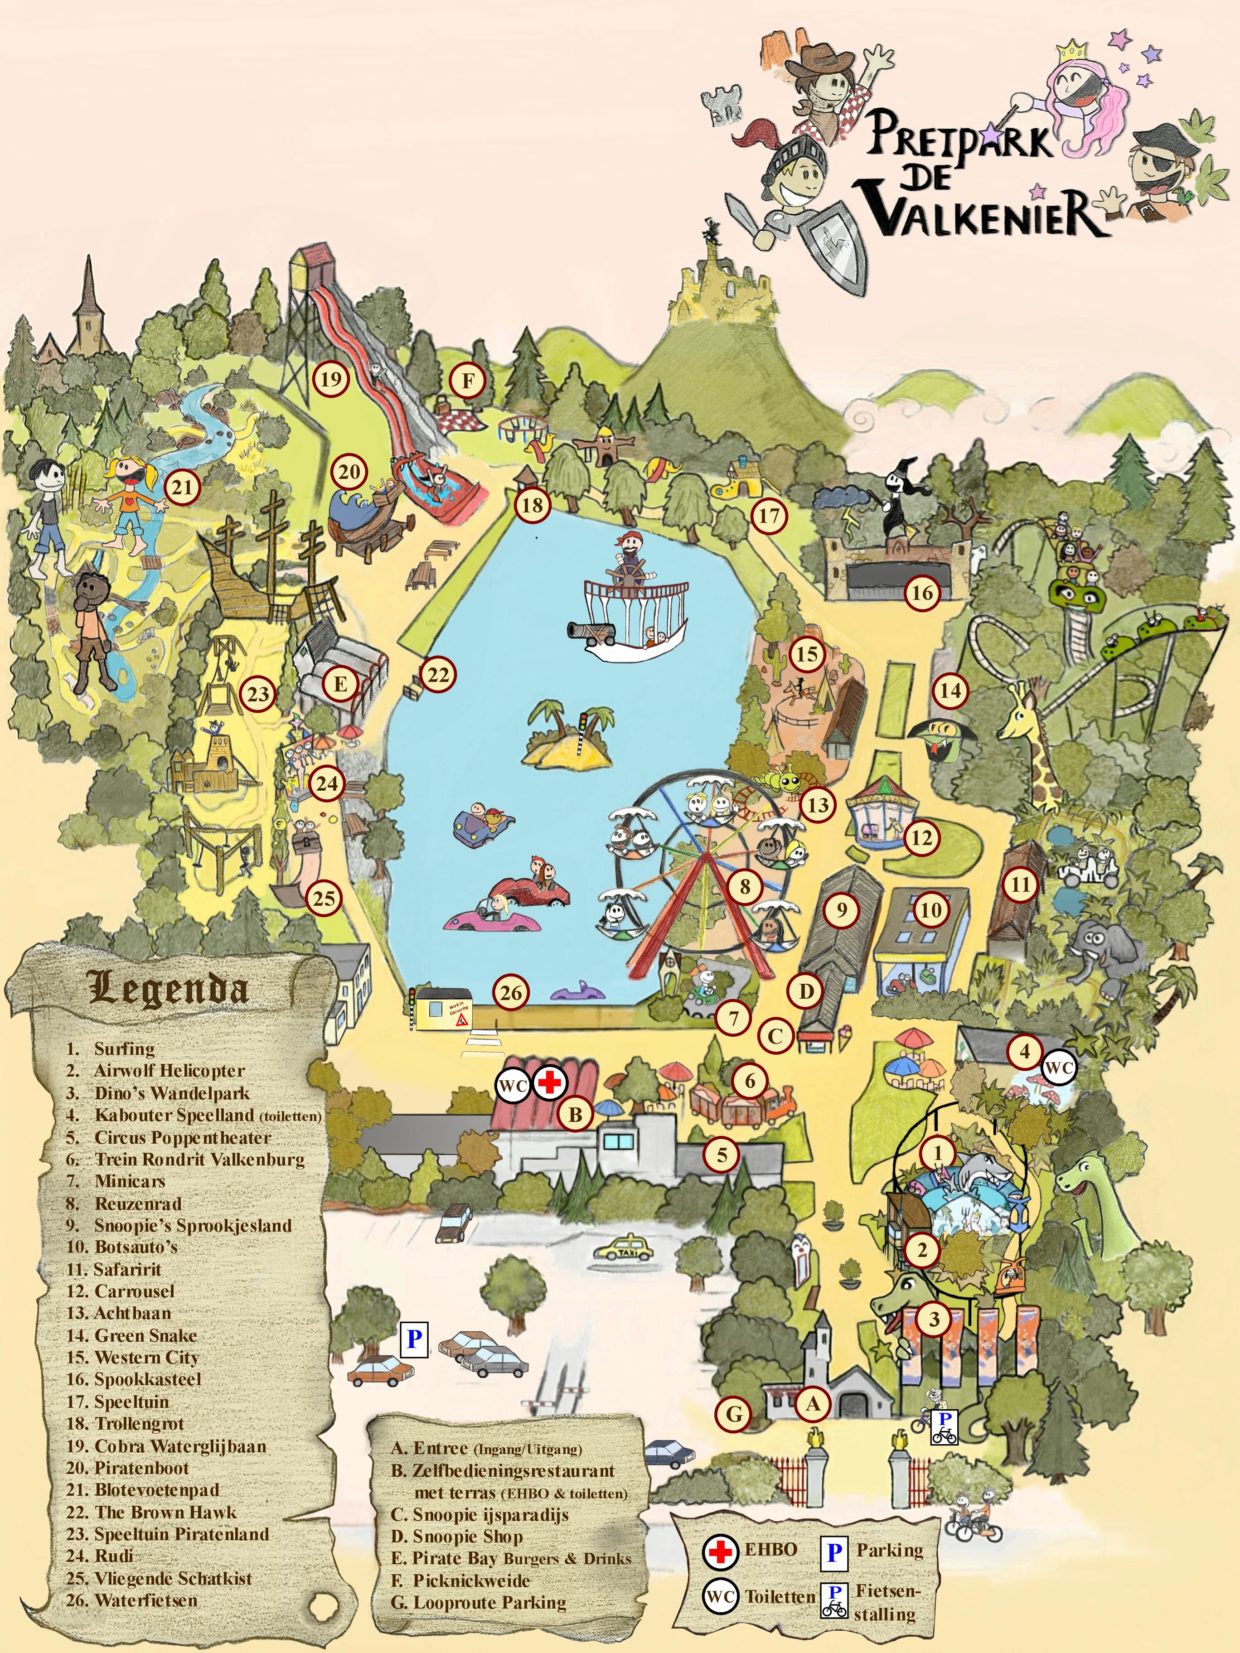 PRETPARK
DE
VALKENIER
19
F
20
21
18
17
16
15
E
22
23
14
24
13
12
25
8
9
10
11
D
26
7
C
4
WC
WC
B
6
5
1
TAXI
2
P
3
A
G
P
Legenda
1. Surfing
2. Airwolf Helicopter
3. Dino's Wandelpark
4. Kabouter Speelland (toiletten)
5. Circus Poppentheater
6. Trein Rondrit Valkenburg
7. Minicars
8. Reuzenrad
9. Snoopie's Sprookjesland
10. Botsauto's
11. Safaririt
12. Carrousel
13. Achtbaan
14. Green Snake
15. Western City
16. Spookkasteel
17. Speeltuin
18. Trollengrot
19. Cobra Waterglijbaan
20. Piratenboot
21. Blotevoetenpad
22. The Brown Hawk
23. Speeltuin Piratenland
24. Rudi
25. Vliegende Schatkist
26. Waterfietsen
A. Entree (Ingang/Uitgang)
B. Zelfbedieningsrestaurant
met terras (EHBO & toiletten)
C. Snoopie ijsparadijs
D. Snoopie Shop
E. Pirate Bay Burgers & Drinks
F. Picknickweide
G. Looproute Parking
EHBO
P Parking
WC Toiletten
P Fietsen-
stalling